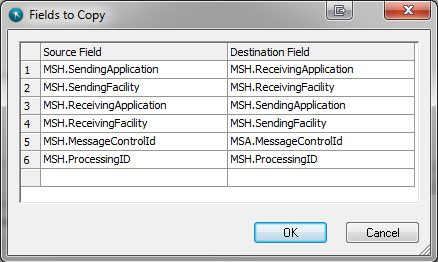 Fields to Copy
Source Field Destination Field
1 MSH.SendingApplication MSH.ReceivingApplication
2 MSH.SendingFacility MSH.ReceivingFacility
3 MSH.ReceivingApplication MSH.SendingApplication
4 MSH.ReceivingFacility MSH.SendingFacility
5 MSH.MessageControlId MSA.MessageControlId
6 MSH.ProcessingID MSH.ProcessingID
OK Cancel